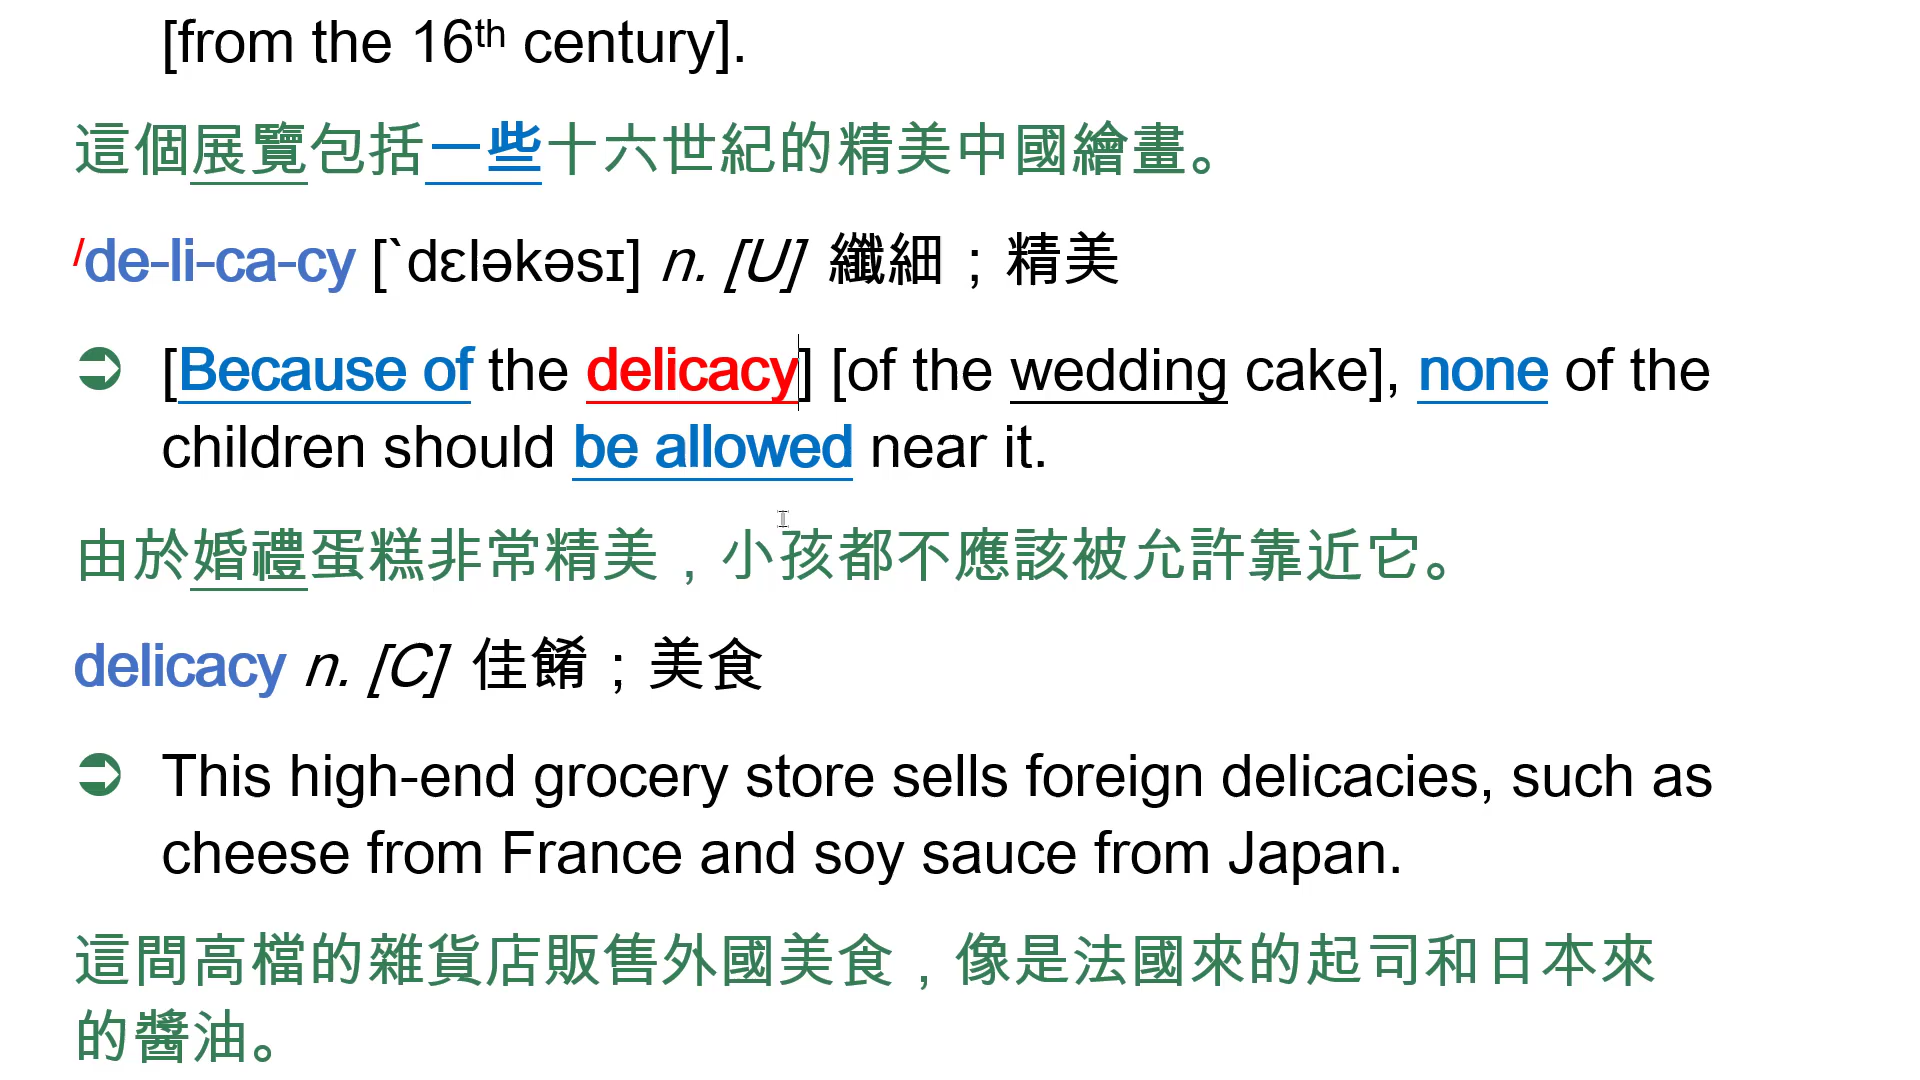 [from the 16th century].
這個展覽包括一些十六世紀的精美中國繪畫。
/de-li-ca-cy [`dɛləkəsɪ] n. [U] 纖細；精美
➲ [Because of the delicacy] [of the wedding cake], none of the
children should be allowed near it.
由於婚禮蛋糕非常精美，小孩都不應該被允許靠近它。
delicacy n. [C] 佳餚；美食
➲ This high-end grocery store sells foreign delicacies, such as
cheese from France and soy sauce from Japan.
這間高檔的雜貨店販售外國美食，像是法國來的起司和日本來
的醬油。